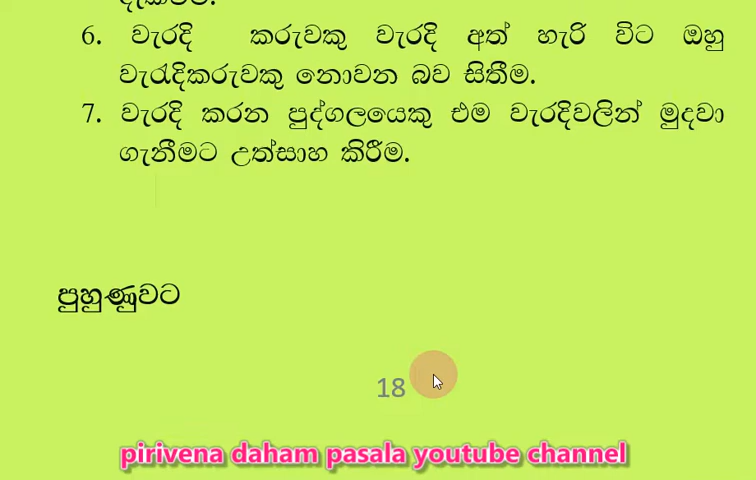 6. වැරදි කරුවකු වැරදි අත් හැරි විට ඔහු
වැරැදිකරුවකු නොවන බව සිතීම.
7. වැරදි කරන පුද්ගලයෙකු එම වැරදිවලින් මුදවා
ගැනීමට උත්සාහ කිරීම.
පුහුණුවට
18
pirivena daham pasala youtube channel